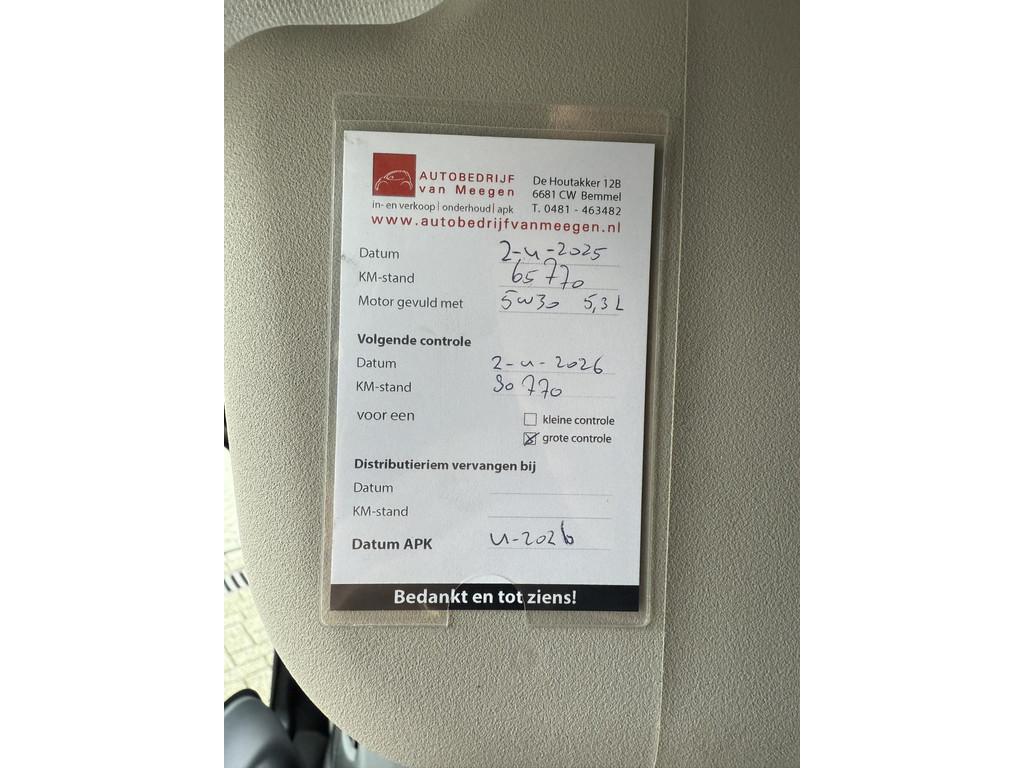 AUTOBEDRIJF
van Meegen
in- en verkoop | onderhoud | apk
www.autobedrijfvanmeegen.nl
De Houtakker 12B
6681 CW Bemmel
T. 0481 - 463482
Datum 2-4-2025
KM-stand 65770
Motor gevuld met 5W30 5,3 L
Volgende controle
Datum 2-4-2026
KM-stand 80770
voor een kleine controle
grote controle
Distributieriem vervangen bij
Datum
KM-stand
Datum APK 4-2026
Bedankt en tot ziens!